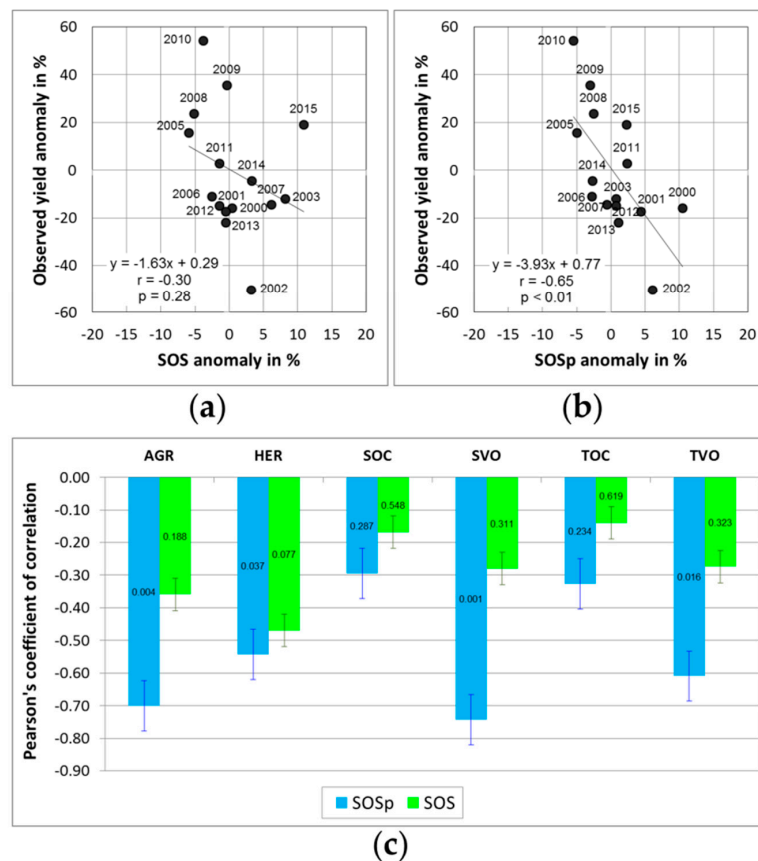 60
40
20
0
-20
-40
-60
Observed yield anomaly in %
2010
2009
2008
2015
2005
2011
2014
2006
2001
2007
2003
2012
2000
2013
2002
y = -1.63x + 0.29
r = -0.30
p = 0.28
-20 -15 -10 -5 0 5 10 15 20
SOS anomaly in %
(a)
60
40
20
0
-20
-40
-60
Observed yield anomaly in %
2010
2009
2008
2015
2005
2011
2014
2003
2006
2001
2000
2007
2012
2013
2002
y = -3.93x + 0.77
r = -0.65
p < 0.01
-20 -15 -10 -5 0 5 10 15 20
SOSp anomaly in %
(b)
AGR HER SOC SVO TOC TVO
0.00
-0.10
-0.20
-0.30
-0.40
-0.50
-0.60
-0.70
-0.80
-0.90
Pearson's coefficient of correlation
0.004 0.188 0.037 0.077 0.287 0.548 0.001 0.311 0.234 0.619 0.016 0.323
SOSp SOS
(c)